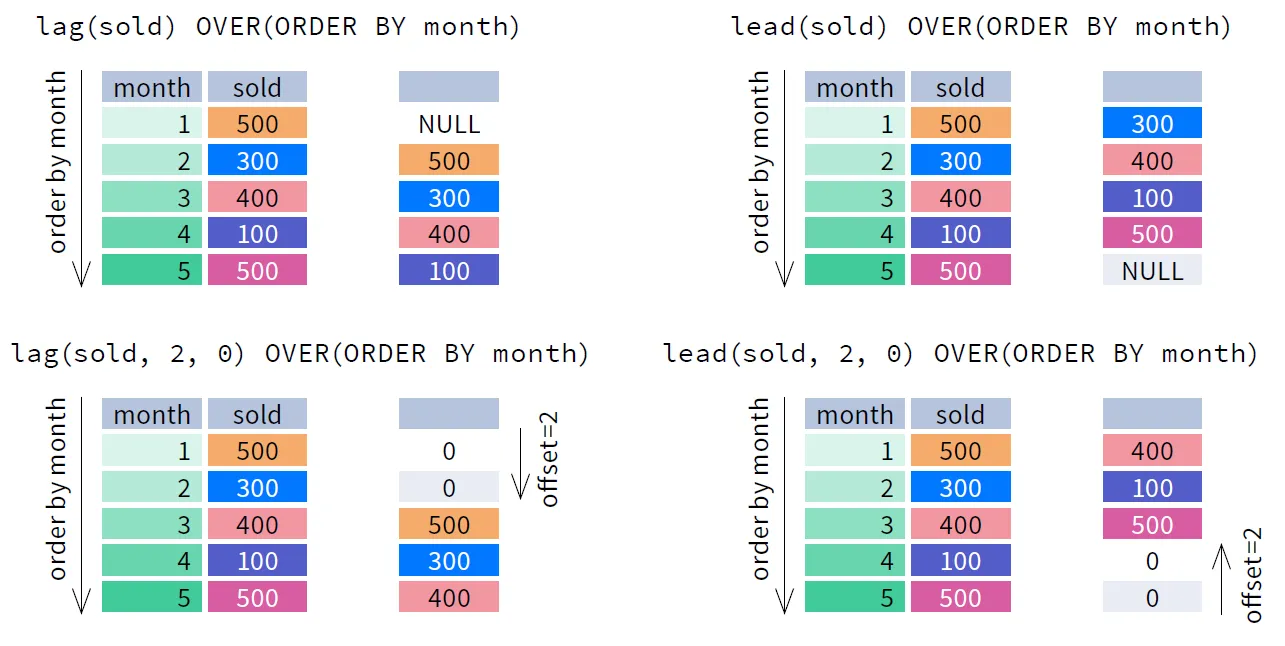 lag(sold) OVER(ORDER BY month)
order by month
month sold
1 500 NULL
2 300 500
3 400 300
4 100 400
5 500 100
lead(sold) OVER(ORDER BY month)
order by month
month sold
1 500 300
2 300 400
3 400 100
4 100 500
5 500 NULL
lag(sold, 2, 0) OVER(ORDER BY month)
order by month
month sold
1 500 0
2 300 0
3 400 500
4 100 300
5 500 400
offset=2
lead(sold, 2, 0) OVER(ORDER BY month)
order by month
month sold
1 500 400
2 300 100
3 400 500
4 100 0
5 500 0
offset=2